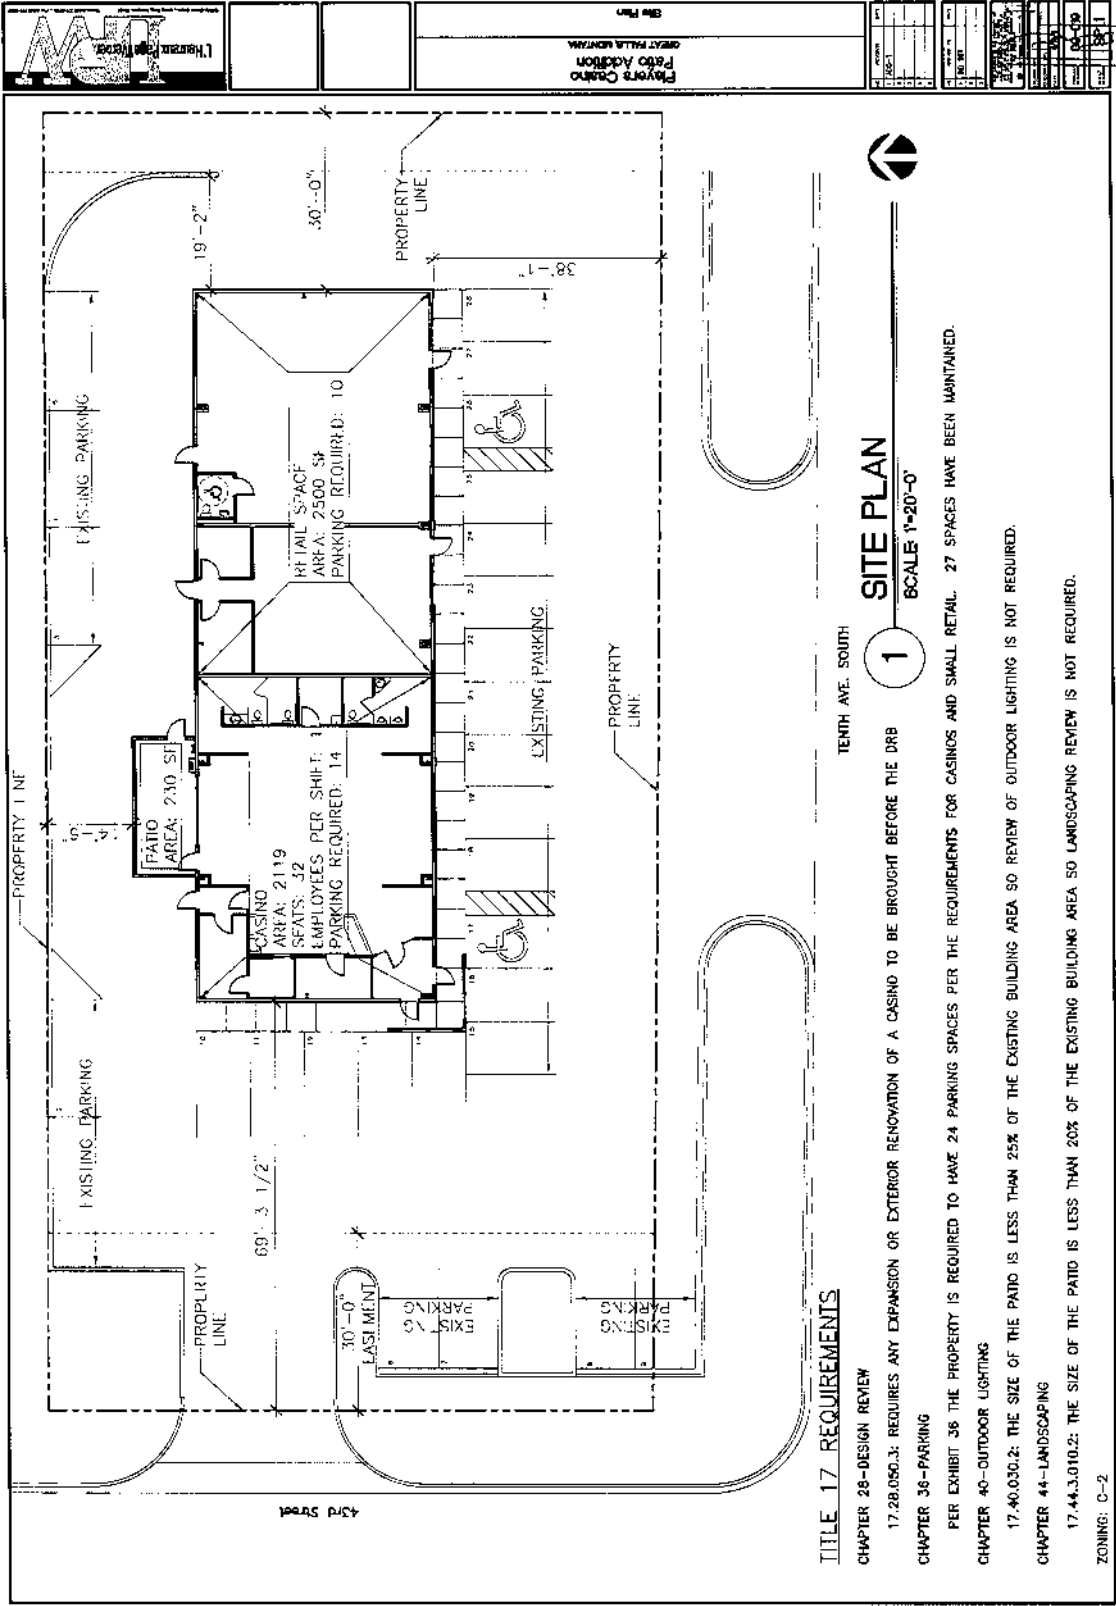 PROPERTY LINE
EXISTING PARKING
EXISTING PARKING
PATIO
AREA: 230 SF
14'-5"
19'-2"
30'-0"
PROPERTY
LINE
38'-1"
CASINO
AREA: 2119
SEATS: 32
EMPLOYEES PER SHIFT:
PARKING REQUIRED: 14
RETAIL SPACE
AREA: 2500 SF
PARKING REQUIRED: 10
69'-3 1/2"
PROPERTY
LINE
30'-0"
EASEMENT
EXISTING
PARKING
EXISTING
PARKING
EXISTING PARKING
PROPERTY
LINE
43rd Street
TENTH AVE. SOUTH
1
SITE PLAN
SCALE: 1"=20'-0"
TITLE 17 REQUIREMENTS
CHAPTER 28-DESIGN REVIEW
17.28.050.3: REQUIRES ANY EXPANSION OR EXTERIOR RENOVATION OF A CASINO TO BE BROUGHT BEFORE THE DRB
CHAPTER 36-PARKING
PER EXHIBIT 36 THE PROPERTY IS REQUIRED TO HAVE 24 PARKING SPACES PER THE REQUIREMENTS FOR CASINOS AND SMALL RETAIL. 27 SPACES HAVE BEEN MAINTAINED.
CHAPTER 40-OUTDOOR LIGHTING
17.40.030.2: THE SIZE OF THE PATIO IS LESS THAN 25% OF THE EXISTING BUILDING AREA SO REVIEW OF OUTDOOR LIGHTING IS NOT REQUIRED.
CHAPTER 44-LANDSCAPING
17.44.3.010.2: THE SIZE OF THE PATIO IS LESS THAN 20% OF THE EXISTING BUILDING AREA SO LANDSCAPING REVIEW IS NOT REQUIRED.
ZONING: C-2
L'Heureux Page Werner
Players Casino
Patio Addition
GREAT FALLS, MONTANA
Site Plan